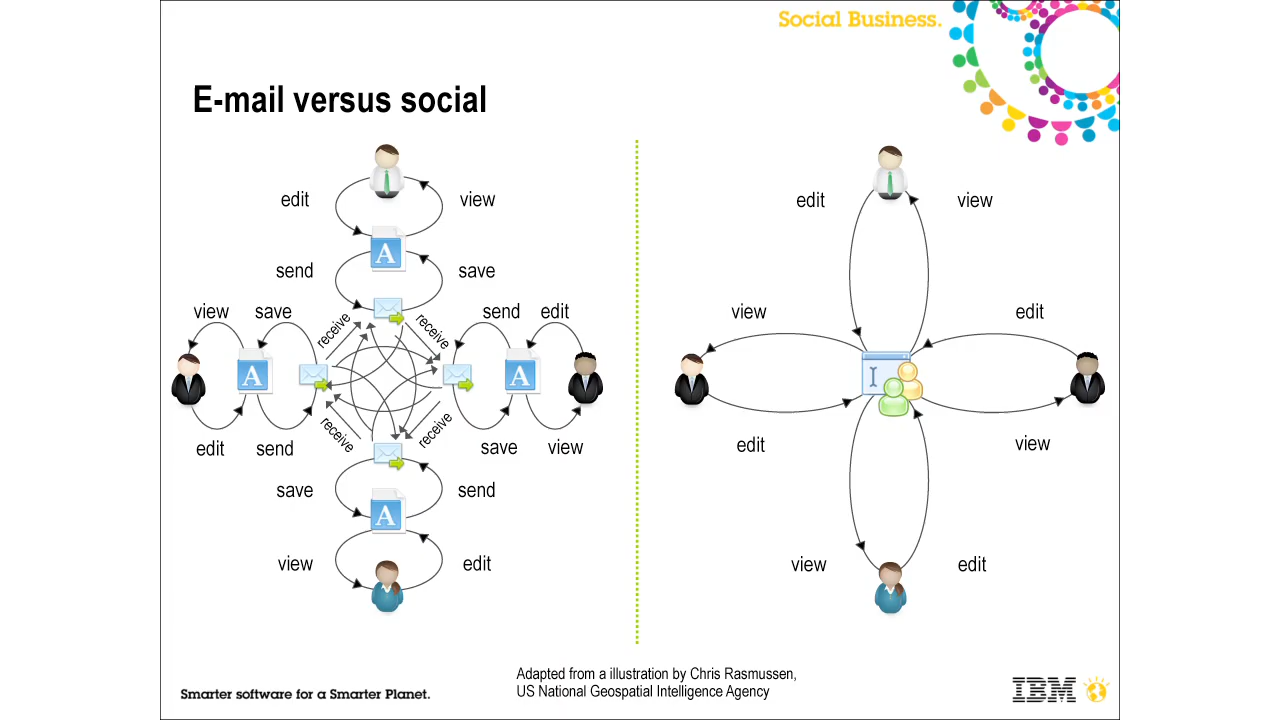 Social Business.
E-mail versus social
edit
view
send
save
view
save
receive
receive
send
edit
A
A
A
edit
send
receive
receive
save
view
save
send
A
view
edit
edit
view
view
edit
I
edit
view
view
edit
Adapted from a illustration by Chris Rasmussen,
US National Geospatial Intelligence Agency
Smarter software for a Smarter Planet.
IBM